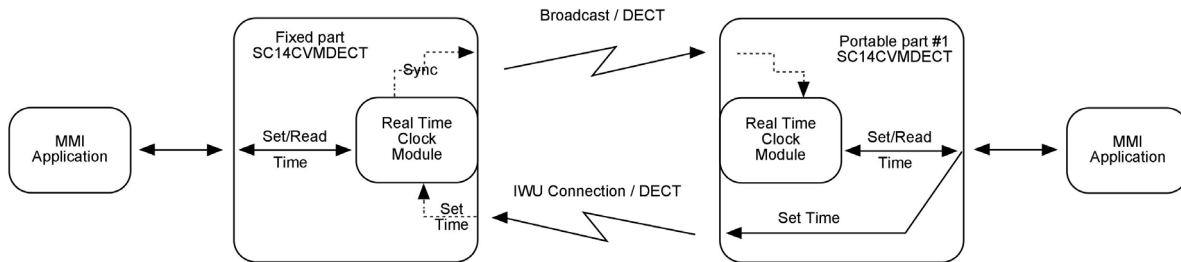 Broadcast / DECT
Fixed part
SC14CVMDECT
Sync
Portable part #1
SC14CVMDECT
MMI
Application
Set/Read
Time
Real Time
Clock
Module
Real Time
Clock
Module
Set/Read
Time
MMI
Application
IWU Connection / DECT
Set
Time
Set Time